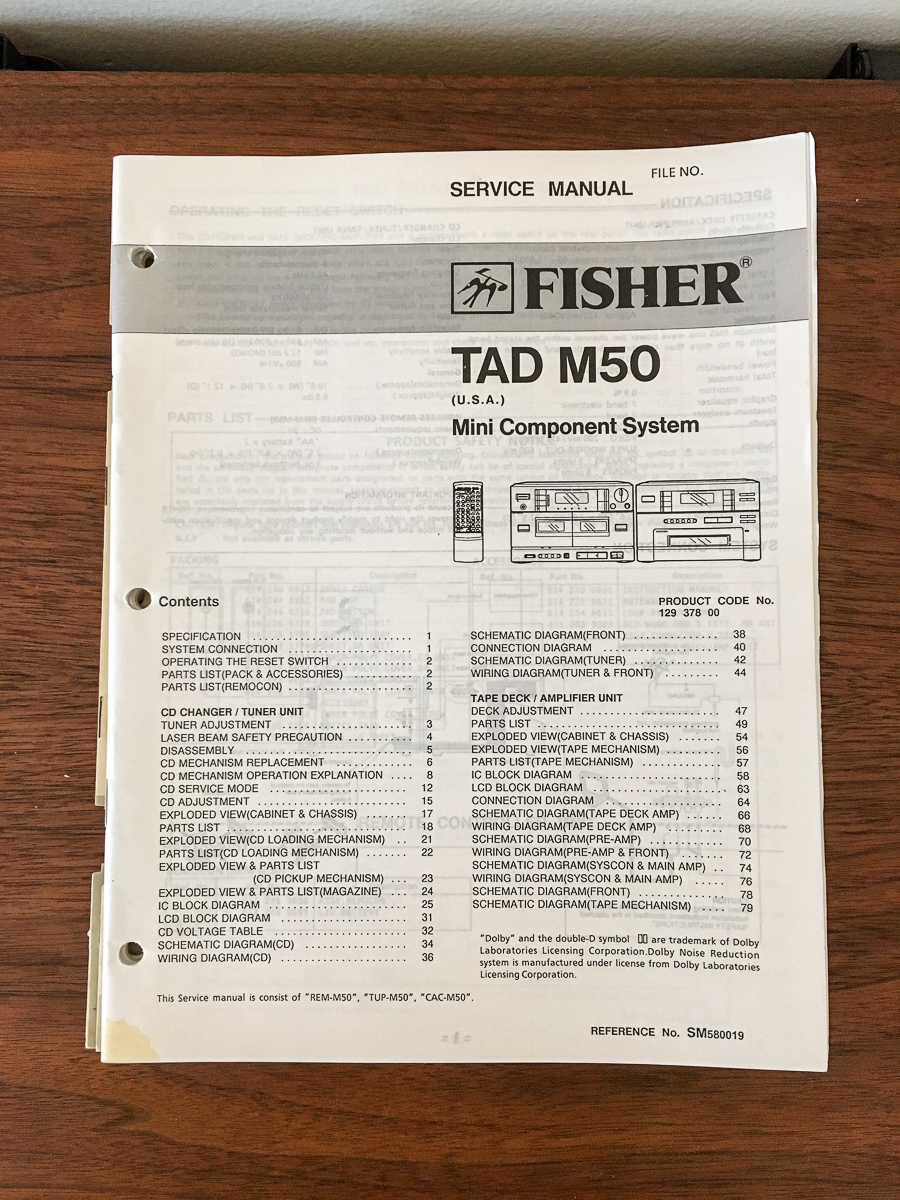 FILE NO.
SERVICE MANUAL
FISHER®
TAD M50
(U.S.A.)
Mini Component System
Contents
PRODUCT CODE No.
129 378 00
SPECIFICATION ........................ 1
SYSTEM CONNECTION ........................ 1
OPERATING THE RESET SWITCH ............ 2
PARTS LIST(PACK & ACCESSORIES) .......... 2
PARTS LIST(REMOCON) .................... 2
CD CHANGER / TUNER UNIT
TUNER ADJUSTMENT ...................... 3
LASER BEAM SAFETY PRECAUTION .......... 4
DISASSEMBLY ............................ 5
CD MECHANISM REPLACEMENT ............ 6
CD MECHANISM OPERATION EXPLANATION .... 8
CD SERVICE MODE ...................... 12
CD ADJUSTMENT ........................ 15
EXPLODED VIEW(CABINET & CHASSIS) ........ 17
PARTS LIST ............................ 18
EXPLODED VIEW(CD LOADING MECHANISM) .. 21
PARTS LIST(CD LOADING MECHANISM) ....... 22
EXPLODED VIEW & PARTS LIST
(CD PICKUP MECHANISM) ... 23
EXPLODED VIEW & PARTS LIST(MAGAZINE) .... 24
IC BLOCK DIAGRAM ...................... 25
LCD BLOCK DIAGRAM .................... 31
CD VOLTAGE TABLE ...................... 32
SCHEMATIC DIAGRAM(CD) ................ 34
WIRING DIAGRAM(CD) .................... 36
SCHEMATIC DIAGRAM(FRONT) .............. 38
CONNECTION DIAGRAM .................. 40
SCHEMATIC DIAGRAM(TUNER) .............. 42
WIRING DIAGRAM(TUNER & FRONT) .......... 44
TAPE DECK / AMPLIFIER UNIT
DECK ADJUSTMENT ...................... 47
PARTS LIST ............................ 49
EXPLODED VIEW(CABINET & CHASSIS) ........ 54
EXPLODED VIEW(TAPE MECHANISM) .......... 56
PARTS LIST(TAPE MECHANISM) .............. 57
IC BLOCK DIAGRAM ...................... 58
LCD BLOCK DIAGRAM .................... 63
CONNECTION DIAGRAM .................. 64
SCHEMATIC DIAGRAM(TAPE DECK AMP) ....... 66
WIRING DIAGRAM(TAPE DECK AMP) .......... 68
SCHEMATIC DIAGRAM(PRE-AMP) ............ 70
WIRING DIAGRAM(PRE-AMP & FRONT) ........ 72
SCHEMATIC DIAGRAM(SYSCON & MAIN AMP) .. 74
WIRING DIAGRAM(SYSCON & MAIN AMP) ..... 76
SCHEMATIC DIAGRAM(FRONT) .............. 78
SCHEMATIC DIAGRAM(TAPE MECHANISM) ..... 79
"Dolby" and the double-D symbol are trademark of Dolby
Laboratories Licensing Corporation.Dolby Noise Reduction
system is manufactured under license from Dolby Laboratories
Licensing Corporation.
This Service manual is consist of "REM-M50", "TUP-M50", "CAC-M50".
REFERENCE No. SM580019